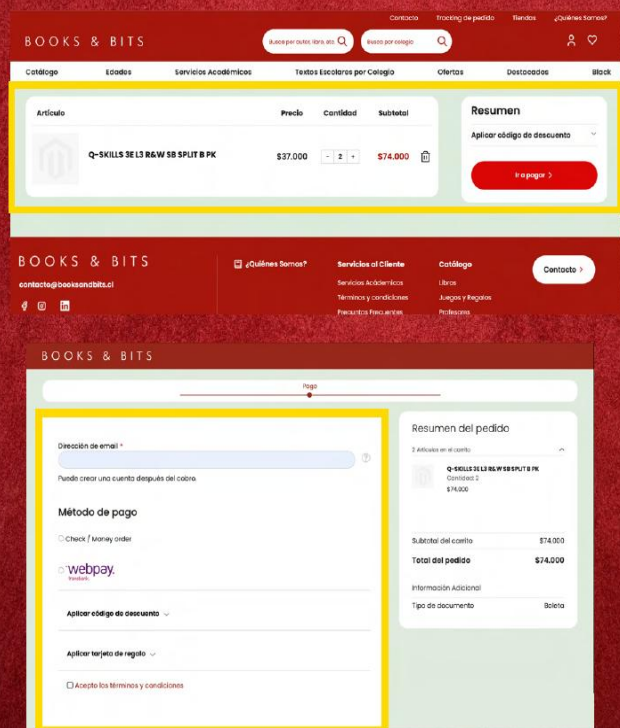 Contacto Tracking de pedido Tiendas ¿Quiénes Somos?
BOOKS & BITS
Busca por autor, libro, etc. Busca por colegio
Catálogo Edades Servicios Académicos Textos Escolares por Colegio Ofertas Destacados Black
Artículo Precio Cantidad Subtotal
Q-SKILLS 3E L3 R&W SB SPLIT B PK $37.000 - 2 + $74.000
Resumen
Aplicar código de descuento
Ir a pagar >
BOOKS & BITS
contacto@booksandbits.cl
¿Quiénes Somos?
Servicios al Cliente
Servicios Académicos
Términos y condiciones
Preguntas Frecuentes
Catálogo
Libros
Juegos y Regalos
Profesores
Contacto >
BOOKS & BITS
Pago
Dirección de email *
Puede crear una cuenta después del cobro.
Método de pago
Check / Money order
webpay.
transbank.
Aplicar código de descuento
Aplicar tarjeta de regalo
Acepto los términos y condiciones
Resumen del pedido
2 Artículos en el carrito
Q-SKILLS 3E L3 R&W SB SPLIT B PK
Cantidad: 2
$74.000
Subtotal del carrito $74.000
Total del pedido $74.000
Información Adicional
Tipo de documento Boleta